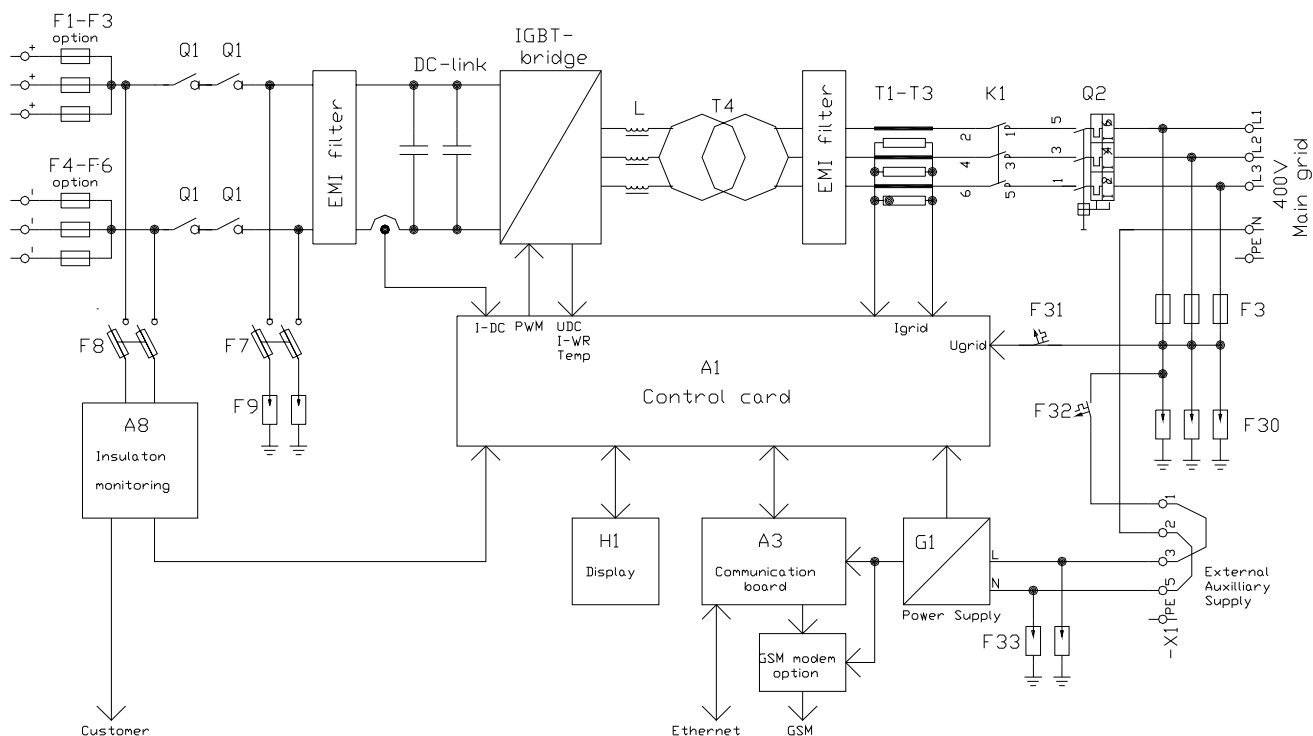 F1-F3
option
+
+
+
Q1
Q1
EMI filter
DC-link
IGBT-
bridge
L
T4
EMI filter
T1-T3
K1
Q2
2
1
5
4
3
3
6
5
1
6
4
2
L1
L2
L3
N
PE
400V
Main grid
F4-F6
option
-
-
-
Q1
Q1
F8
F7
F9
I-DC
PWM
UDC
I-WR
Temp
Igrid
Ugrid
F31
F3
A1
Control card
F32
F30
A8
Insulaton
monitoring
H1
Display
A3
Communication
board
G1
L
N
Power Supply
GSM modem
option
F33
1
2
3
5
PE
-X1
External
Auxilliary
Supply
Customer
Ethernet
GSM